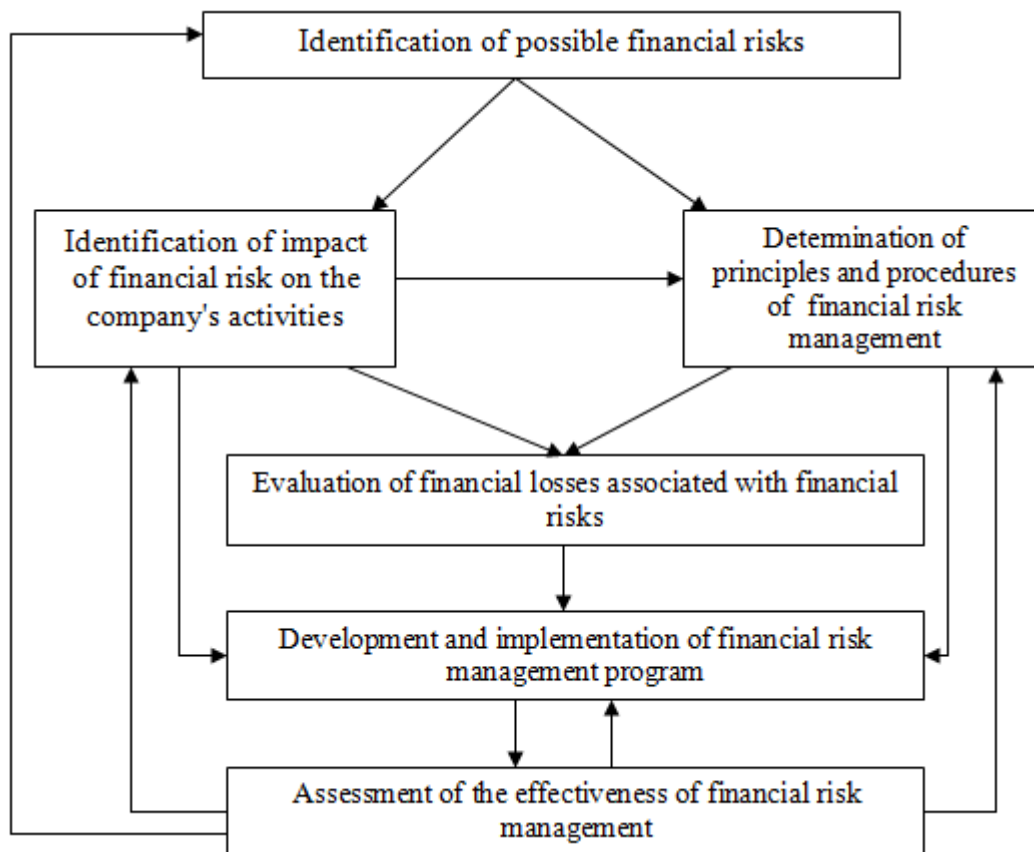 Identification of possible financial risks
Identification of impact
of financial risk on the
company's activities
Determination of
principles and procedures
of financial risk
management
Evaluation of financial losses associated with financial
risks
Development and implementation of financial risk
management program
Assessment of the effectiveness of financial risk
management